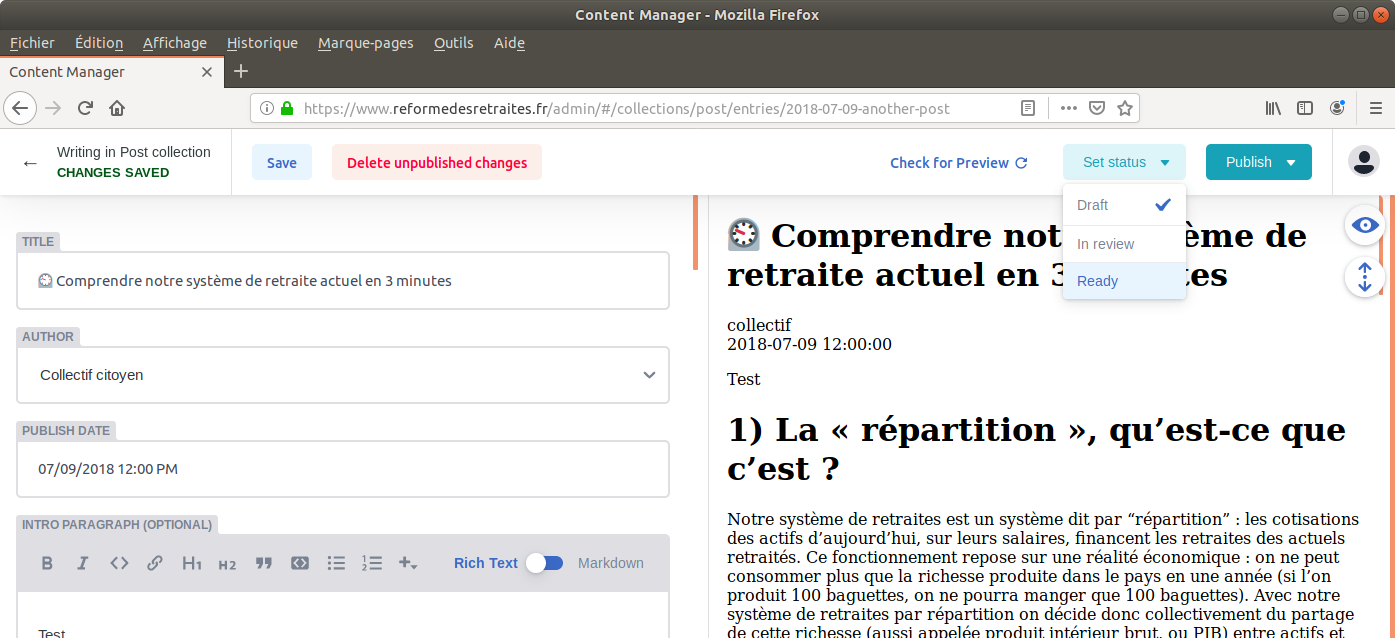 Content Manager - Mozilla Firefox
Fichier Édition Affichage Historique Marque-pages Outils Aide
Content Manager
https://www.reformedesretraites.fr/admin/#/collections/post/entries/2018-07-09-another-post
Writing in Post collection
CHANGES SAVED
Save
Delete unpublished changes
Check for Preview
Set status
Publish
Draft
In review
Ready
TITLE
⏲ Comprendre notre système de retraite actuel en 3 minutes
AUTHOR
Collectif citoyen
PUBLISH DATE
07/09/2018 12:00 PM
INTRO PARAGRAPH (OPTIONAL)
B I H1 H2 Rich Text Markdown
Test
⏲ Comprendre not ème de
retraite actuel en 3 tes
collectif
2018-07-09 12:00:00
Test
1) La « répartition », qu’est-ce que
c’est ?
Notre système de retraites est un système dit par “répartition” : les cotisations
des actifs d’aujourd’hui, sur leurs salaires, financent les retraites des actuels
retraités. Ce fonctionnement repose sur une réalité économique : on ne peut
consommer plus que la richesse produite dans le pays en une année (si l’on
produit 100 baguettes, on ne pourra manger que 100 baguettes). Avec notre
système de retraites par répartition on décide donc collectivement du partage
de cette richesse (aussi appelée produit intérieur brut, ou PIB) entre actifs et